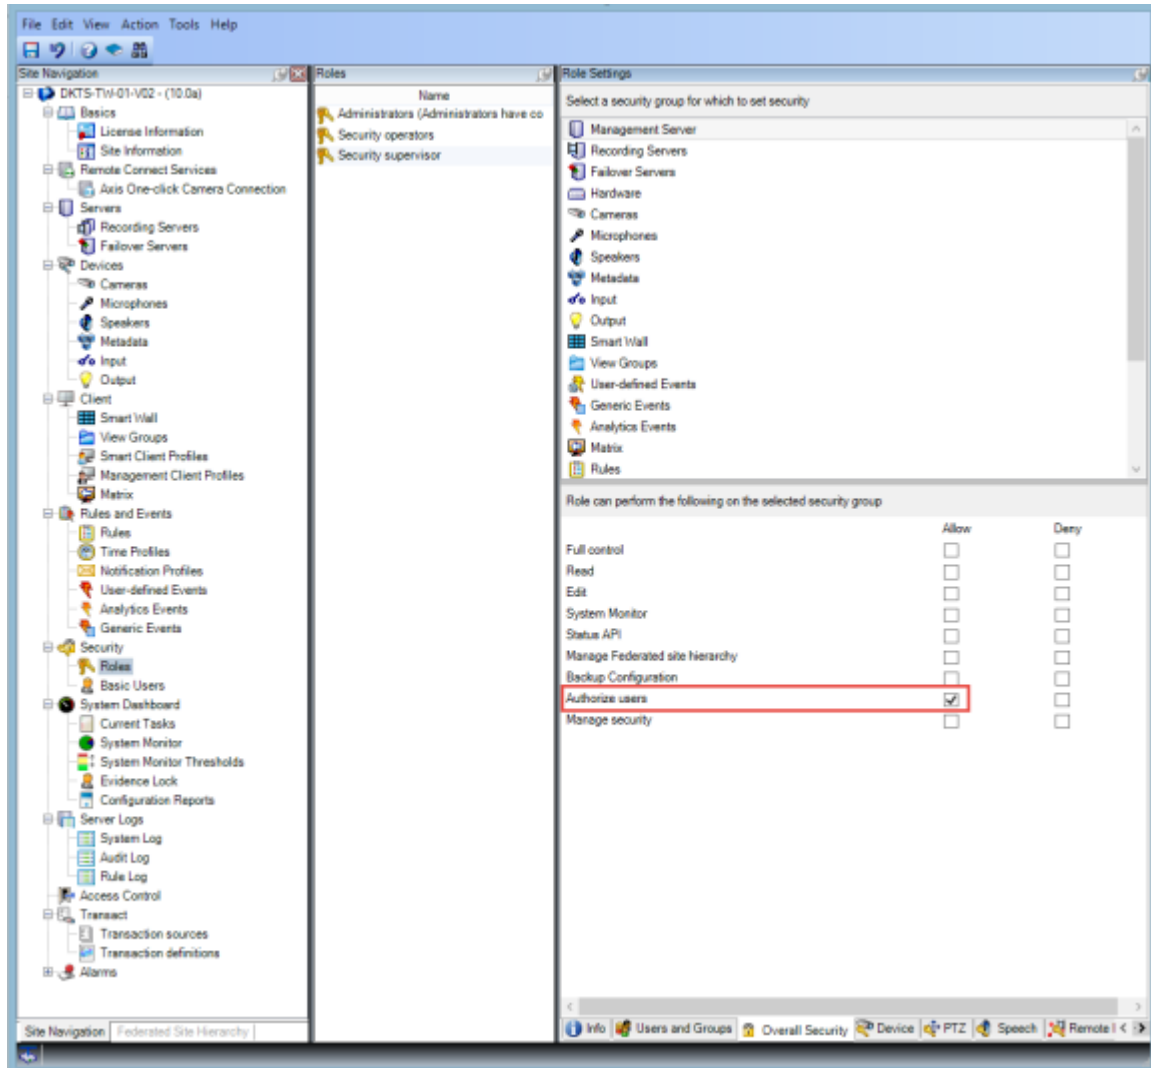 File Edit View Action Tools Help
Site Navigation
DKTS-TW-01-V02 - (10.0a)
Basics
License Information
Site Information
Remote Connect Services
Axis One-click Camera Connection
Servers
Recording Servers
Failover Servers
Devices
Cameras
Microphones
Speakers
Metadata
Input
Output
Client
Smart Wall
View Groups
Smart Client Profiles
Management Client Profiles
Matrix
Rules and Events
Rules
Time Profiles
Notification Profiles
User-defined Events
Analytics Events
Generic Events
Security
Roles
Basic Users
System Dashboard
Current Tasks
System Monitor
System Monitor Thresholds
Evidence Lock
Configuration Reports
Server Logs
System Log
Audit Log
Rule Log
Access Control
Transact
Transaction sources
Transaction definitions
Alarms
Site Navigation Federated Site Hierarchy
Roles
Name
Administrators (Administrators have co
Security operators
Security supervisor
Role Settings
Select a security group for which to set security
Management Server
Recording Servers
Failover Servers
Hardware
Cameras
Microphones
Speakers
Metadata
Input
Output
Smart Wall
View Groups
User-defined Events
Generic Events
Analytics Events
Matrix
Rules
Role can perform the following on the selected security group
Allow Deny
Full control
Read
Edit
System Monitor
Status API
Manage Federated site hierarchy
Backup Configuration
Authorize users
Manage security
Info Users and Groups Overall Security Device PTZ Speech Remote